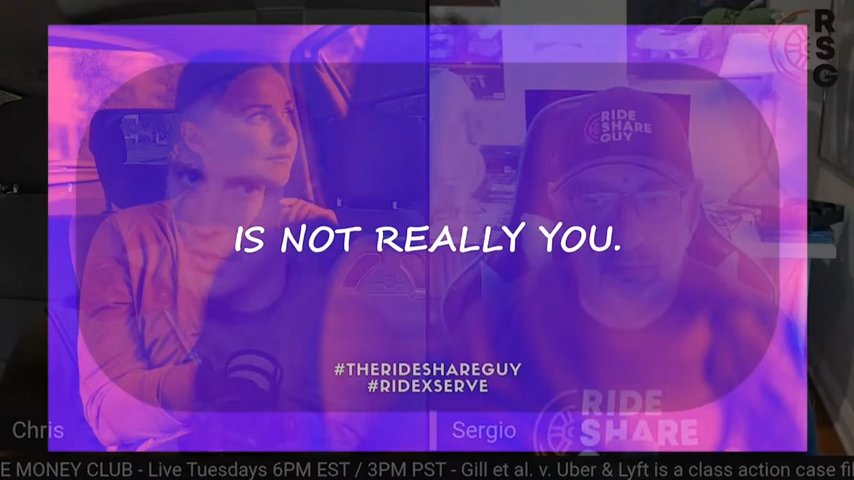 RSG
RIDE
SHARE
GUY
IS NOT REALLY YOU.
#THERIDESHAREGUY
#RIDEXSERVE
Chris
Sergio
RIDE
SHARE
E MONEY CLUB - Live Tuesdays 6PM EST / 3PM PST - Gill et al. v. Uber & Lyft is a class action case fil